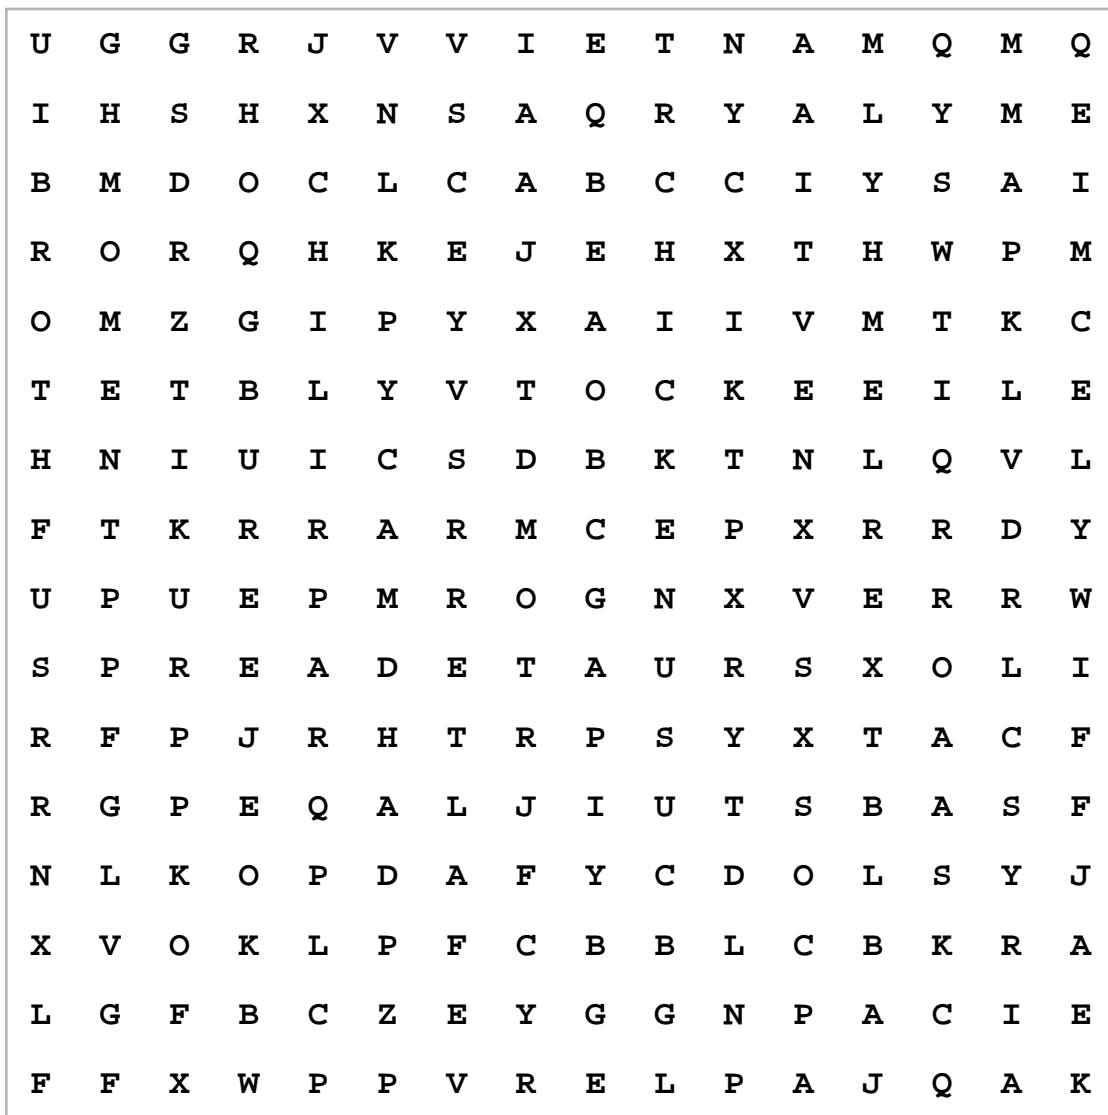 U G G R J V V I E T N A M Q M Q
I H S H X N S A Q R Y A L Y M E
B M D O C L C A B C C I Y S A I
R O R Q H K E J E H X T H W P M
O M Z G I P Y X A I I V M T K C
T E T B L Y V T O C K E E I L E
H N I U I C S D B K T N L Q V L
F T K R R A R M C E P X R R D Y
U P U E P M R O G N X V E R R W
S P R E A D E T A U R S X O L I
R F P J R H T R P S Y X T A C F
R G P E Q A L J I U T S B A S F
N L K O P D A F Y C D O L S Y J
X V O K L P F C B B L C B K R A
L G F B C Z E Y G G N P A C I E
F F X W P P V R E L P A J Q A K